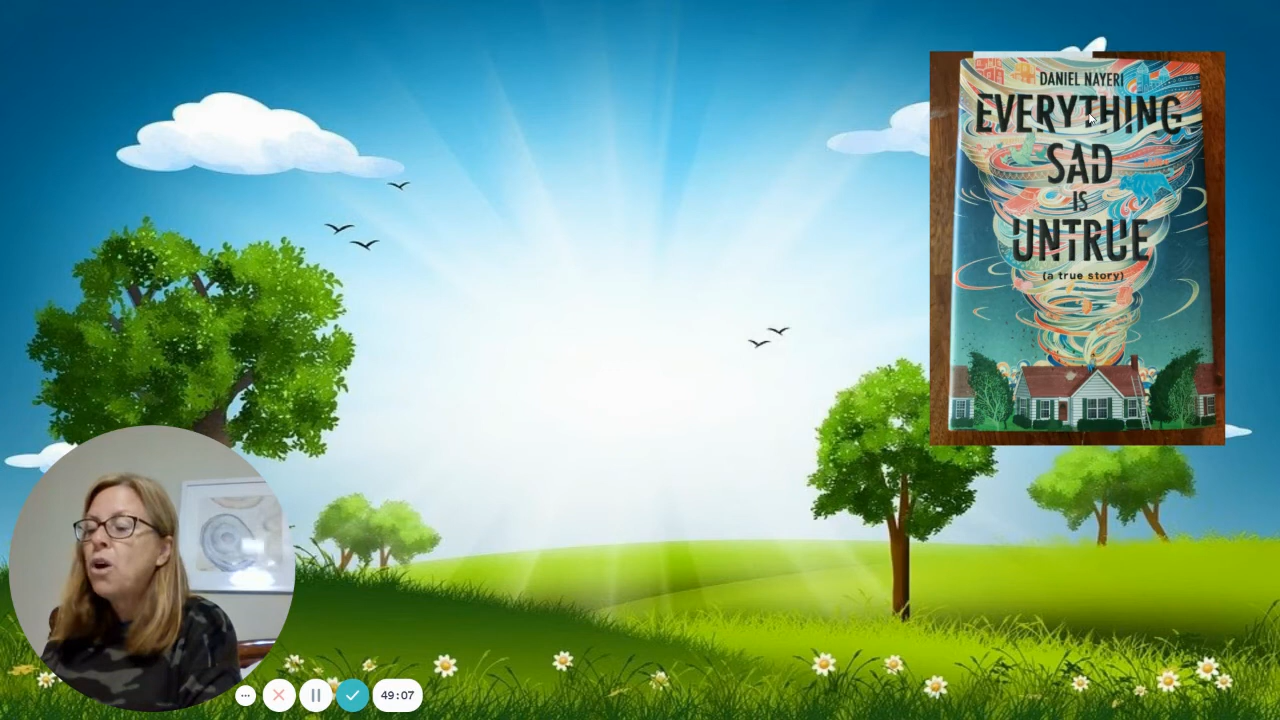 DANIEL NAYERI
EVERYTHING
SAD
IS
UNTRUE
(a true story)
49:07